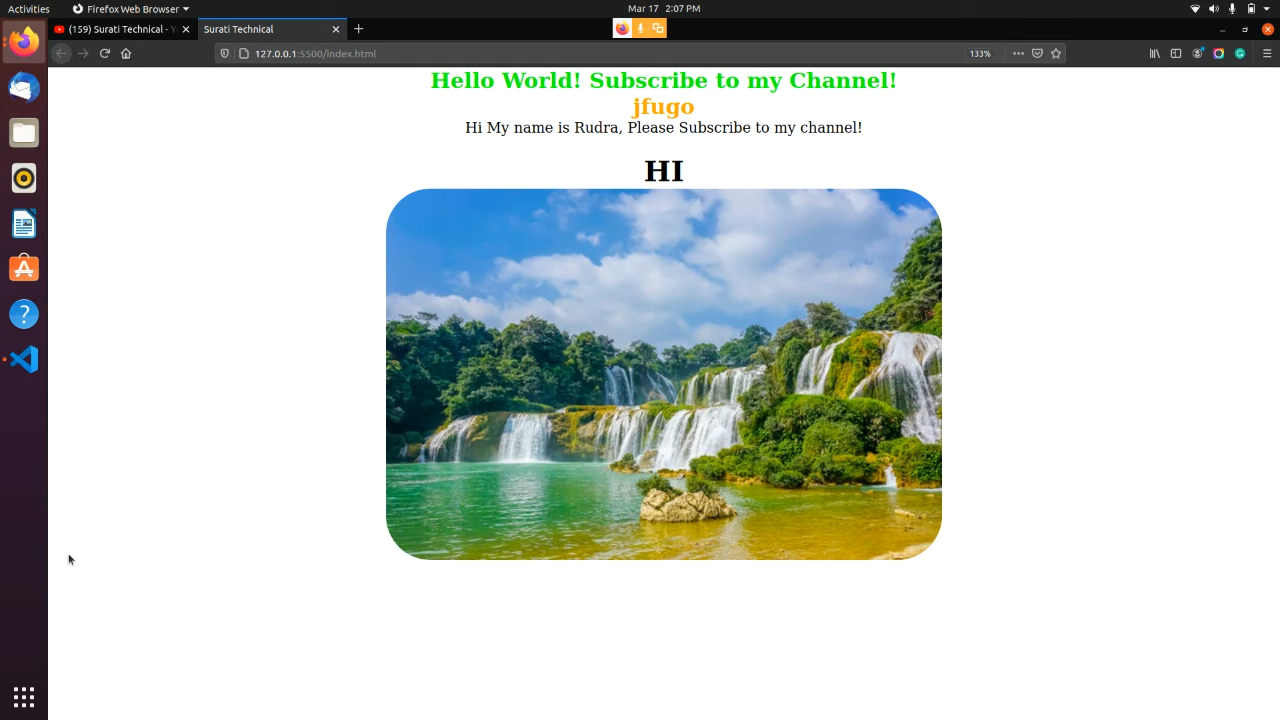 Activities
Firefox Web Browser
Mar 17 2:07 PM
(159) Surati Technical - Y
Surati Technical
127.0.0.1:5500/index.html
133%
Hello World! Subscribe to my Channel!
jfugo
Hi My name is Rudra, Please Subscribe to my channel!
HI